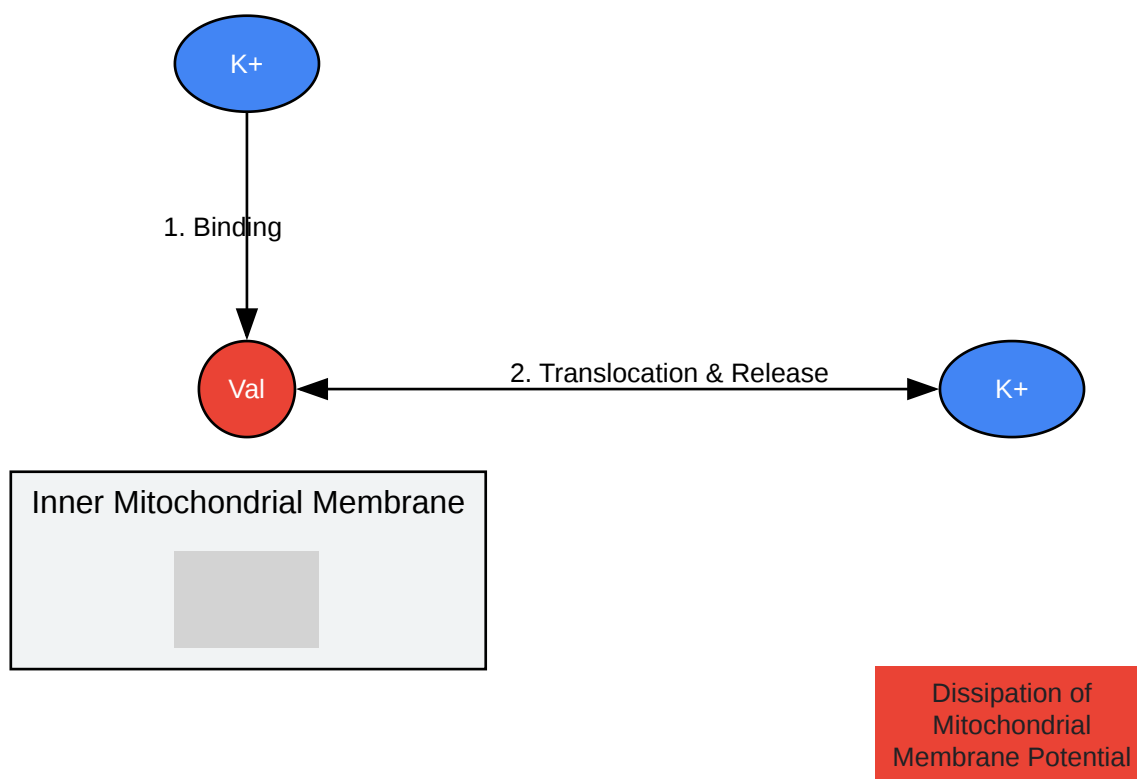 K+
1. Binding
Val
2. Translocation & Release
K+
Inner Mitochondrial Membrane
Dissipation of
Mitochondrial
Membrane Potential